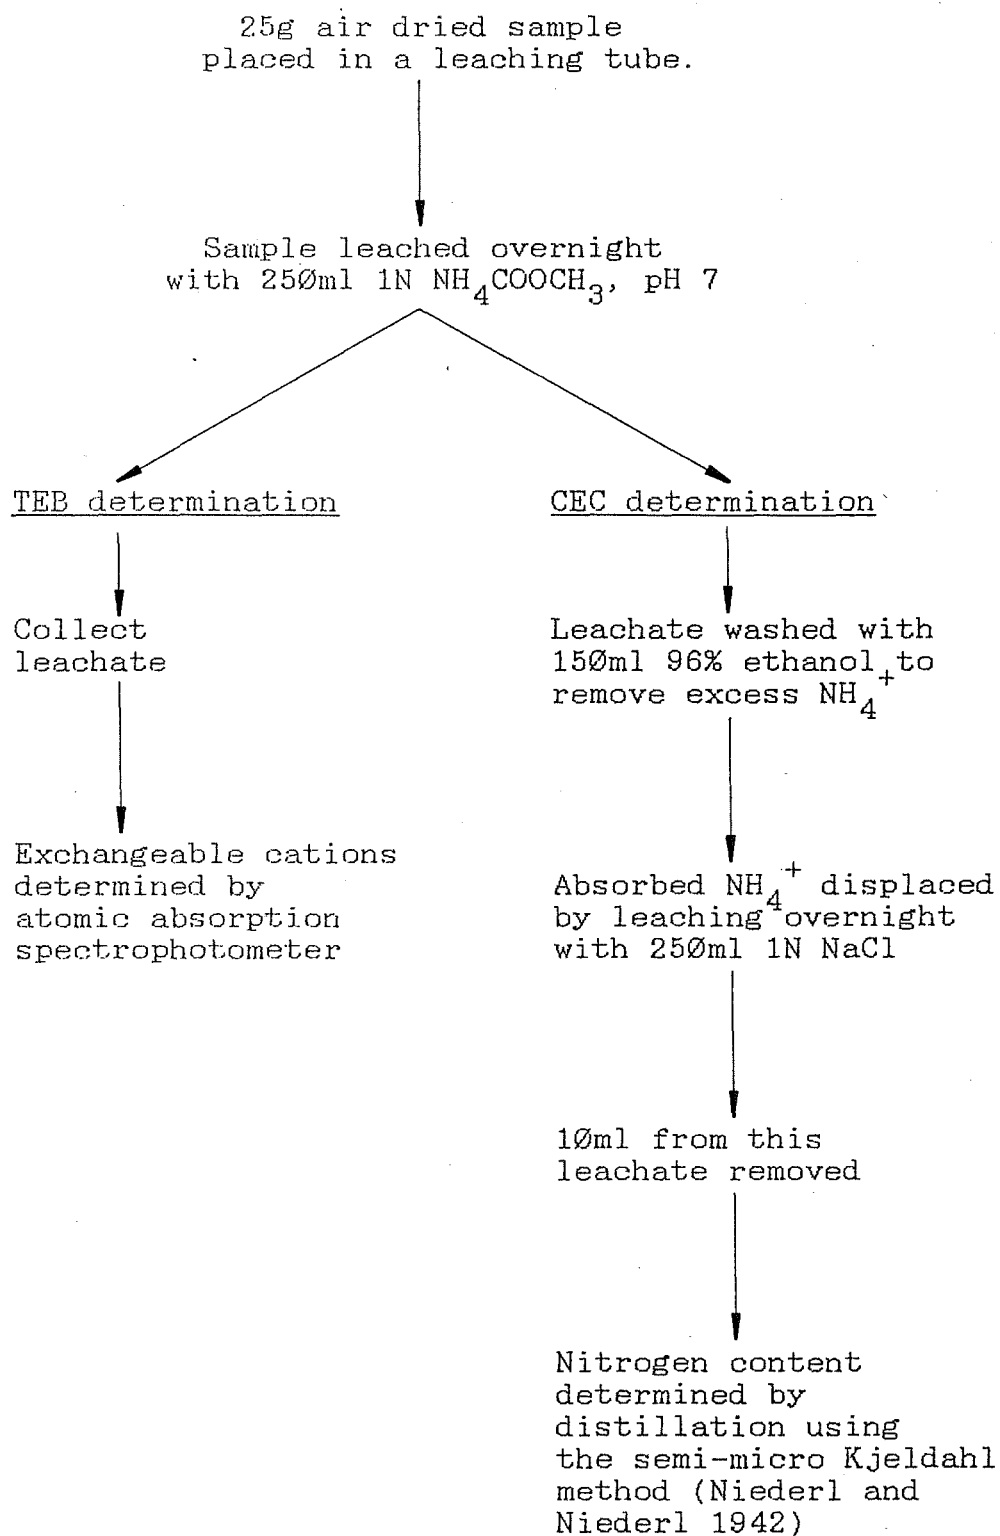 25g air dried sample
placed in a leaching tube.
Sample leached overnight
with 25Øml 1N NH₄COOCH₃, pH 7
TEB determination
Collect
leachate
Exchangeable cations
determined by
atomic absorption
spectrophotometer
CEC determination
Leachate washed with
15Øml 96% ethanol to
remove excess NH₄⁺
Absorbed NH₄⁺ displaced
by leaching overnight
with 25Øml 1N NaCl
1Øml from this
leachate removed
Nitrogen content
determined by
distillation using
the semi-micro Kjeldahl
method (Niederl and
Niederl 1942)